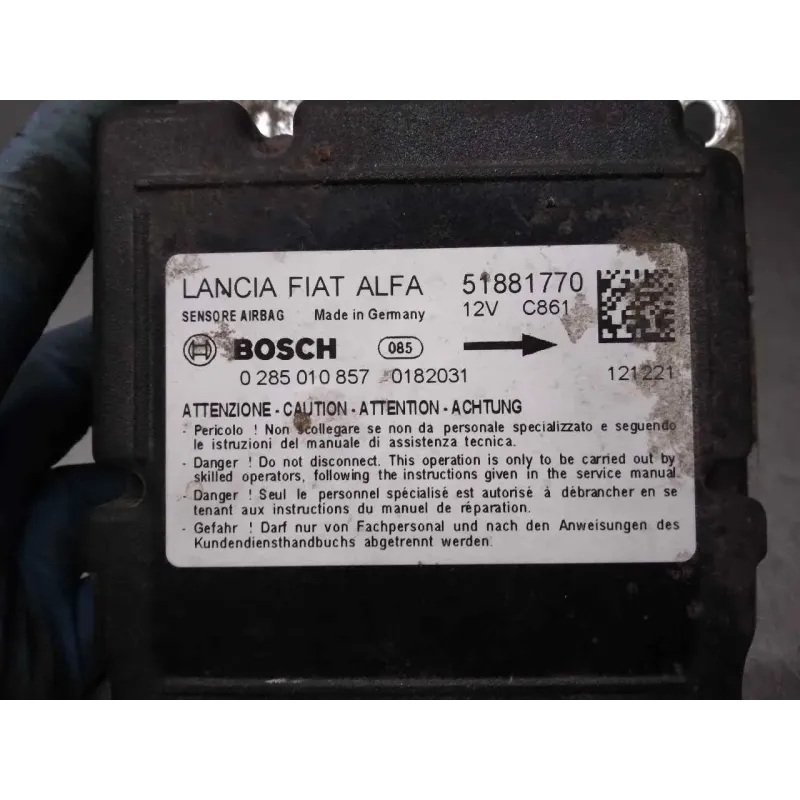 LANCIA FIAT ALFA 51881770
SENSORE AIRBAG Made in Germany 12V C861
BOSCH 085
0 285 010 857 0182031 121221
ATTENZIONE - CAUTION - ATTENTION - ACHTUNG
- Pericolo ! Non scollegare se non da personale specializzato e seguendo
le istruzioni del manuale di assistenza tecnica.
- Danger ! Do not disconnect. This operation is only to be carried out by
skilled operators, following the instructions given in the service manual.
- Danger ! Seul le personnel spécialisé est autorisé à débrancher en se
tenant aux instructions du manuel de réparation.
- Gefahr ! Darf nur von Fachpersonal und nach den Anweisungen des
Kundendiensthandbuchs abgetrennt werden.